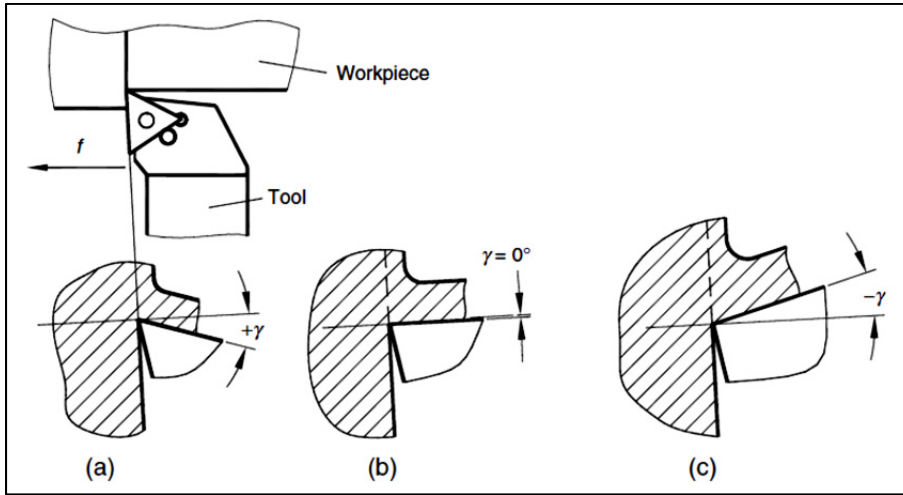 Workpiece
f
Tool
γ = 0°
+γ
−γ
(a)
(b)
(c)